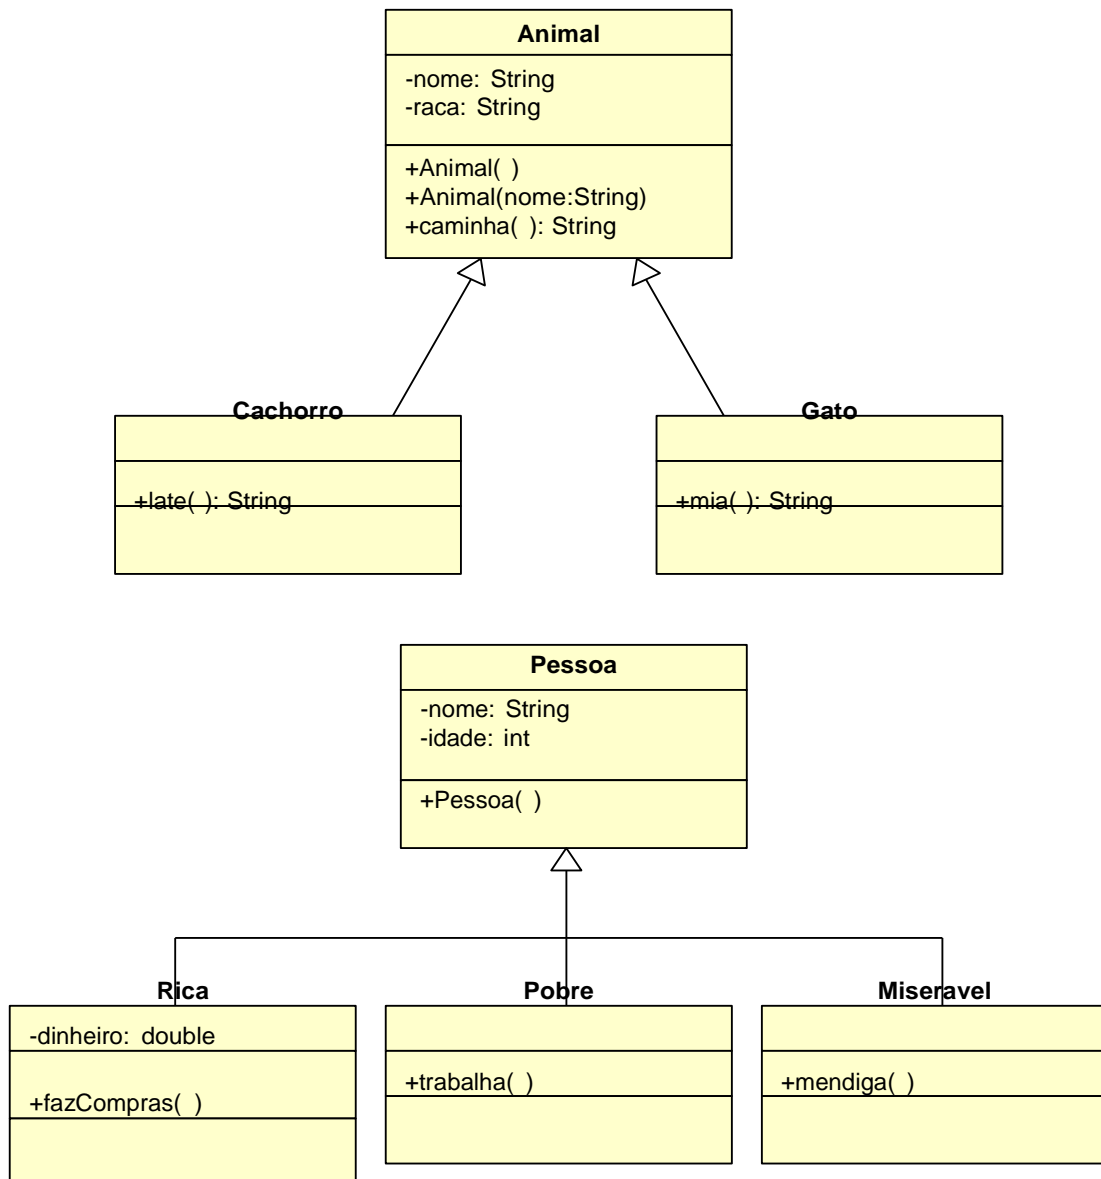 Animal
-nome: String
-raca: String
+Animal( )
+Animal(nome:String)
+caminha( ): String
Cachorro
+late( ): String
Gato
+mia( ): String
Pessoa
-nome: String
-idade: int
+Pessoa( )
Rica
-dinheiro: double
+fazCompras( )
Pobre
+trabalha( )
Miseravel
+mendiga( )